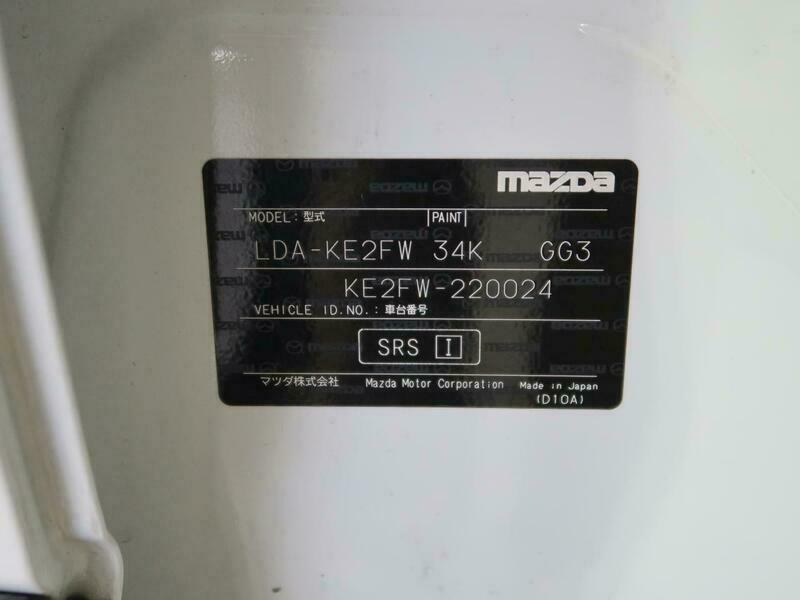 mazda
MODEL：型式 PAINT
LDA-KE2FW 34K GG3
KE2FW-220024
VEHICLE ID.NO.：車台番号
SRS I
マツダ株式会社 Mazda Motor Corporation Made in Japan
(D10A)